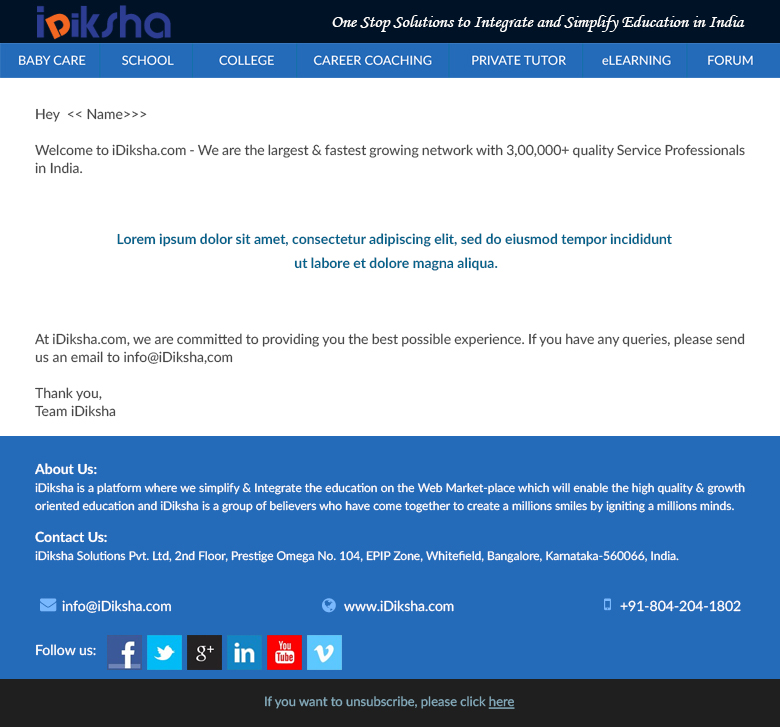 iDiksha
One Stop Solutions to Integrate and Simplify Education in India
BABY CARE SCHOOL COLLEGE CAREER COACHING PRIVATE TUTOR eLEARNING FORUM
Hey << Name>>>
Welcome to iDiksha.com - We are the largest & fastest growing network with 3,00,000+ quality Service Professionals
in India.
Lorem ipsum dolor sit amet, consectetur adipiscing elit, sed do eiusmod tempor incididunt
ut labore et dolore magna aliqua.
At iDiksha.com, we are committed to providing you the best possible experience. If you have any queries, please send
us an email to info@iDiksha,com
Thank you,
Team iDiksha
About Us:
iDiksha is a platform where we simplify & Integrate the education on the Web Market-place which will enable the high quality & growth
oriented education and iDiksha is a group of believers who have come together to create a millions smiles by igniting a millions minds.
Contact Us:
iDiksha Solutions Pvt. Ltd, 2nd Floor, Prestige Omega No. 104, EPIP Zone, Whitefield, Bangalore, Karnataka-560066, India.
info@iDiksha.com www.iDiksha.com +91-804-204-1802
Follow us: f g+ in You Tube v
If you want to unsubscribe, please click here